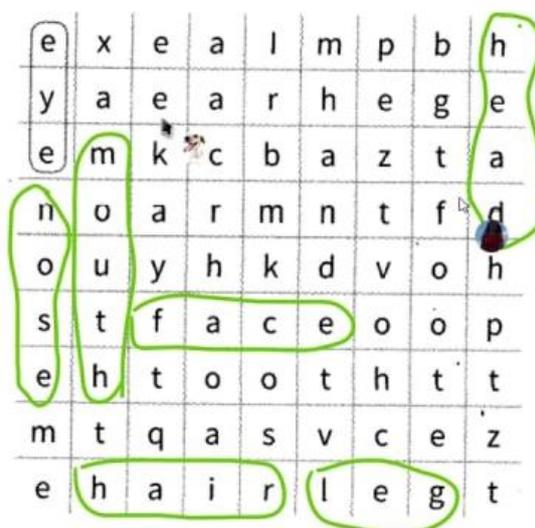 e x e a l m p b h
y a e a r h e g e
e m k c b a z t a
n o a r m n t f d
o u y h k d v o h
s t f a c e o o p
e h t o o t h t t
m t q a s v c e z
e h a i r l e g t